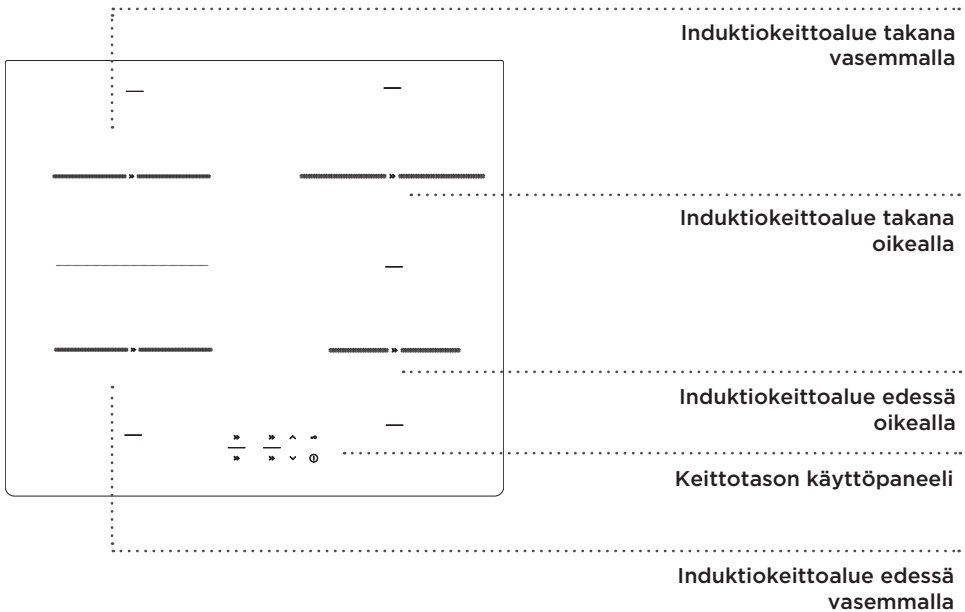 Induktiokeittoalue takana
vasemmalla
Induktiokeittoalue takana
oikealla
Induktiokeittoalue edessä
oikealla
Keittotason käyttöpaneeli
Induktiokeittoalue edessä
vasemmalla